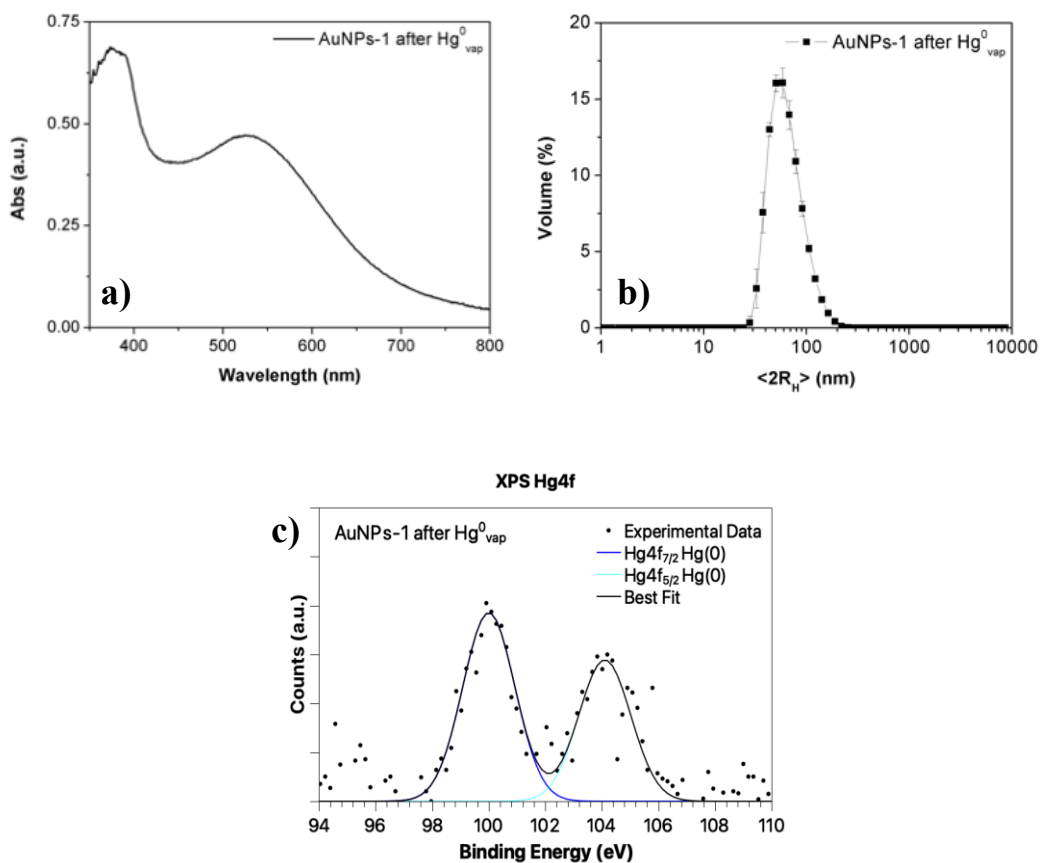 AuNPs-1 after Hg⁰vap
0.75
0.50
0.25
0.00
Abs (a.u.)
400 500 600 700 800
Wavelength (nm)
a)
AuNPs-1 after Hg⁰vap
20
15
10
5
0
Volume (%)
1 10 100 1000 10000
<2R_H> (nm)
b)
XPS Hg4f
c)
AuNPs-1 after Hg⁰vap
Experimental Data
Hg4f7/2 Hg(0)
Hg4f5/2 Hg(0)
Best Fit
Counts (a.u.)
94 96 98 100 102 104 106 108 110
Binding Energy (eV)